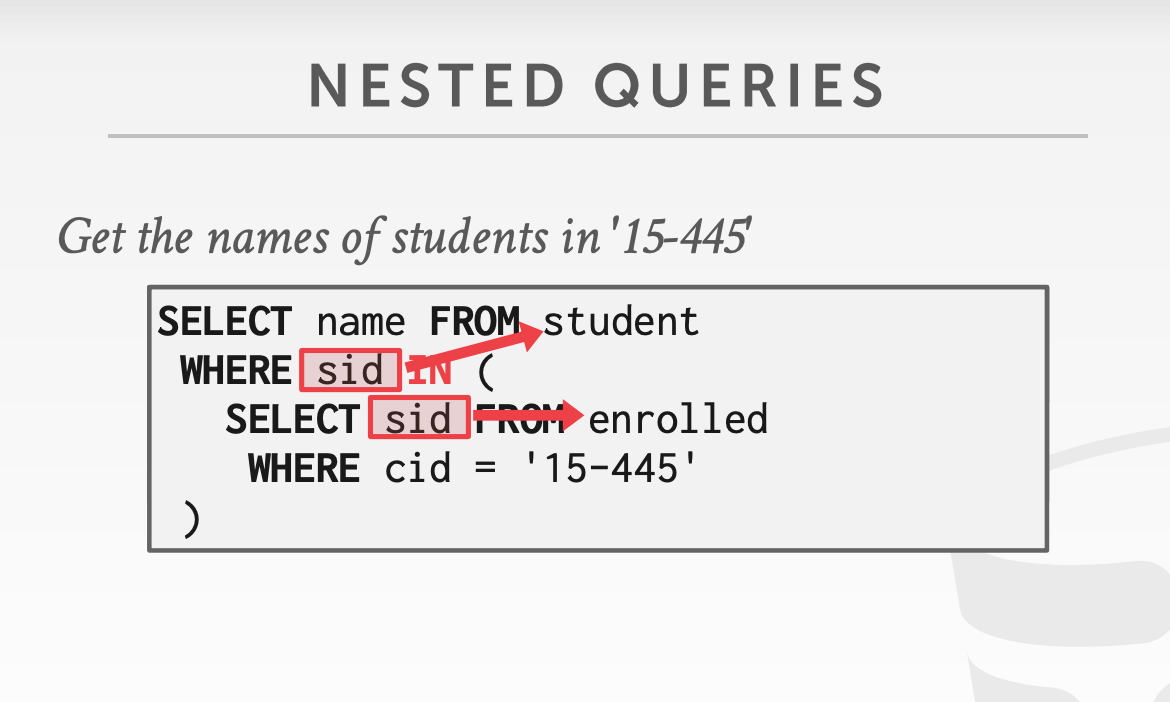 NESTED QUERIES
Get the names of students in '15-445'
SELECT name FROM student
WHERE sid IN (
SELECT sid FROM enrolled
WHERE cid = '15-445'
)